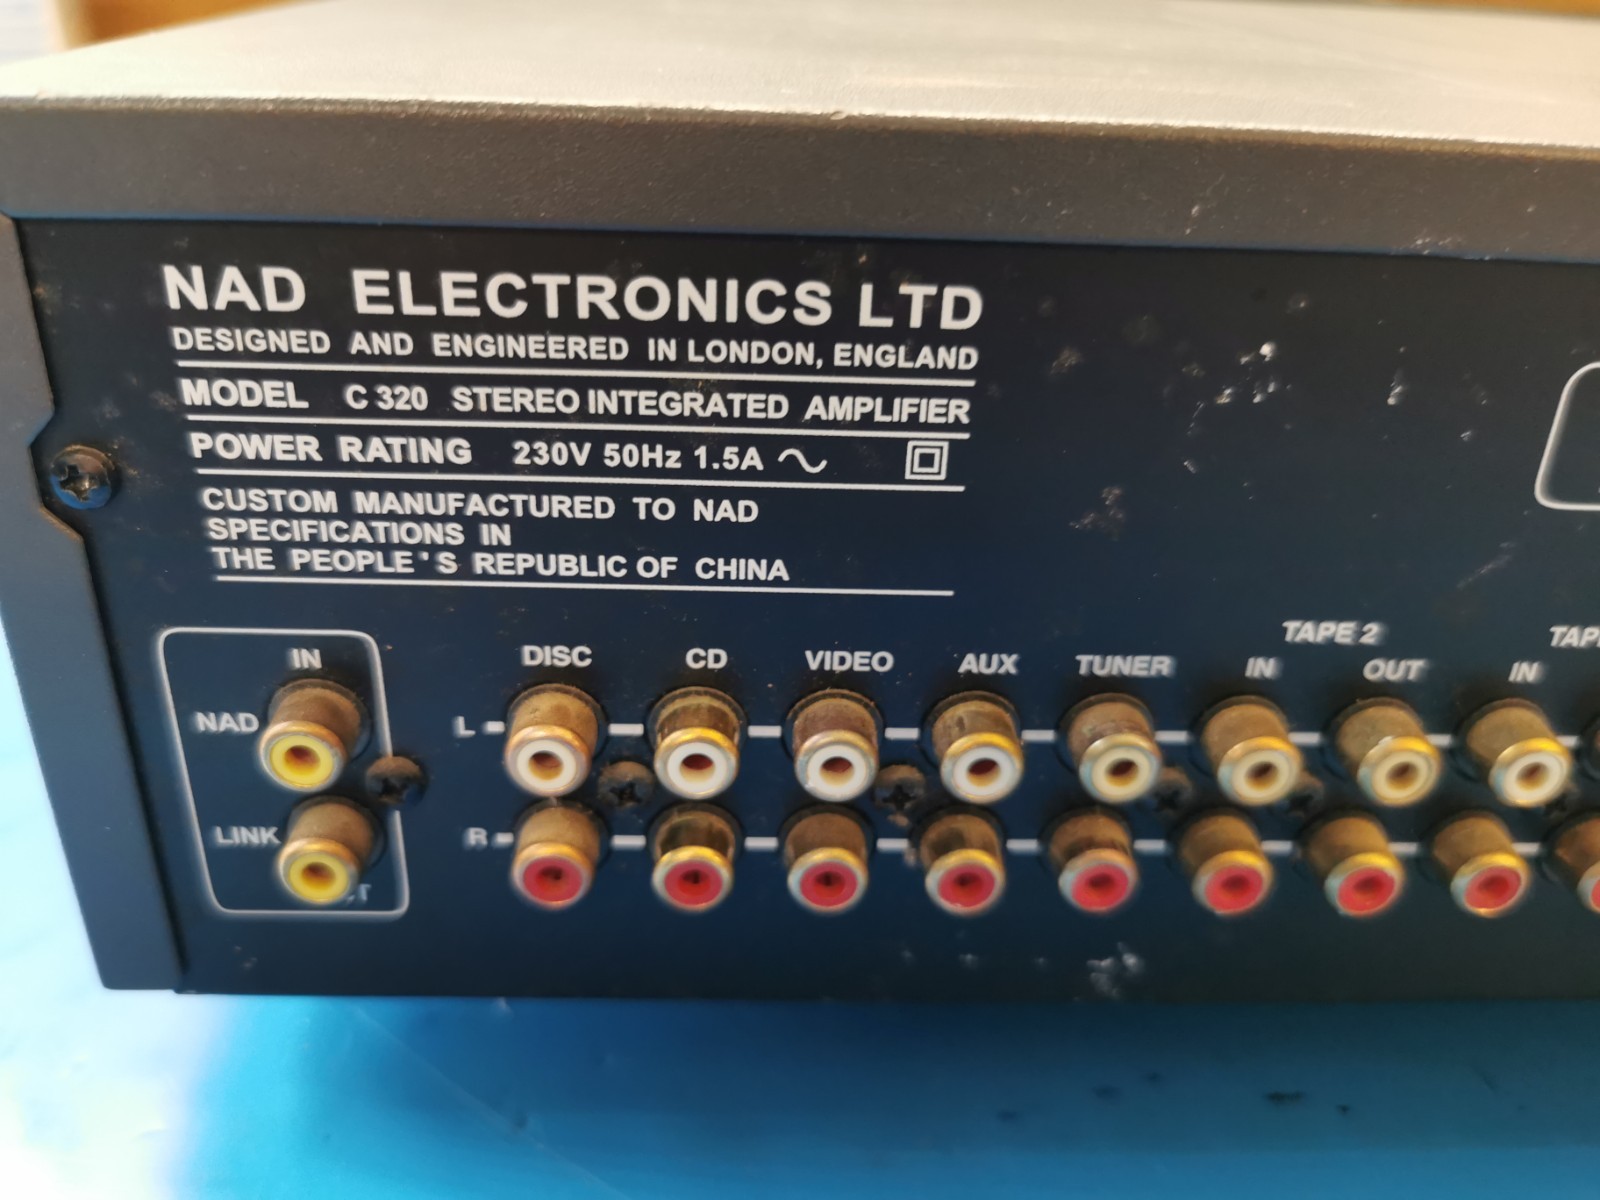 NAD ELECTRONICS LTD
DESIGNED AND ENGINEERED IN LONDON, ENGLAND
MODEL C 320 STEREO INTEGRATED AMPLIFIER
POWER RATING 230V 50Hz 1.5A
CUSTOM MANUFACTURED TO NAD
SPECIFICATIONS IN
THE PEOPLE'S REPUBLIC OF CHINA
TAPE 2
IN DISC CD VIDEO AUX TUNER IN OUT IN
NAD L
LINK R